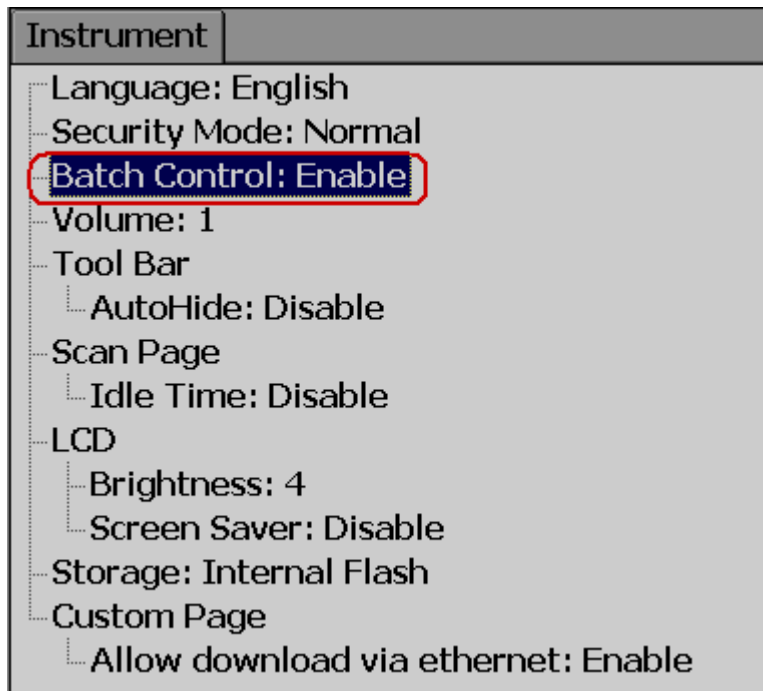 Instrument
Language: English
Security Mode: Normal
Batch Control: Enable
Volume: 1
Tool Bar
AutoHide: Disable
Scan Page
Idle Time: Disable
LCD
Brightness: 4
Screen Saver: Disable
Storage: Internal Flash
Custom Page
Allow download via ethernet: Enable